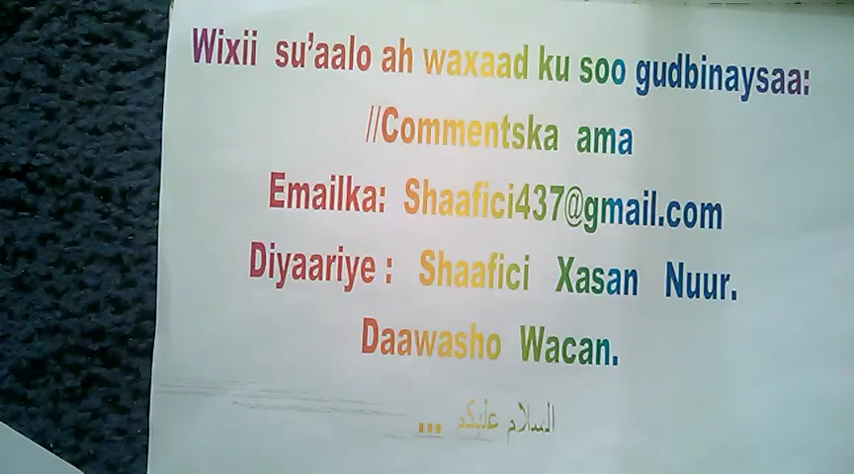 Wixii su'aalo ah waxaad ku soo gudbinaysaa:
//Commentska ama
Emailka: Shaafici437@gmail.com
Diyaariye : Shaafici Xasan Nuur.
Daawasho Wacan.
السلام عليكم ...